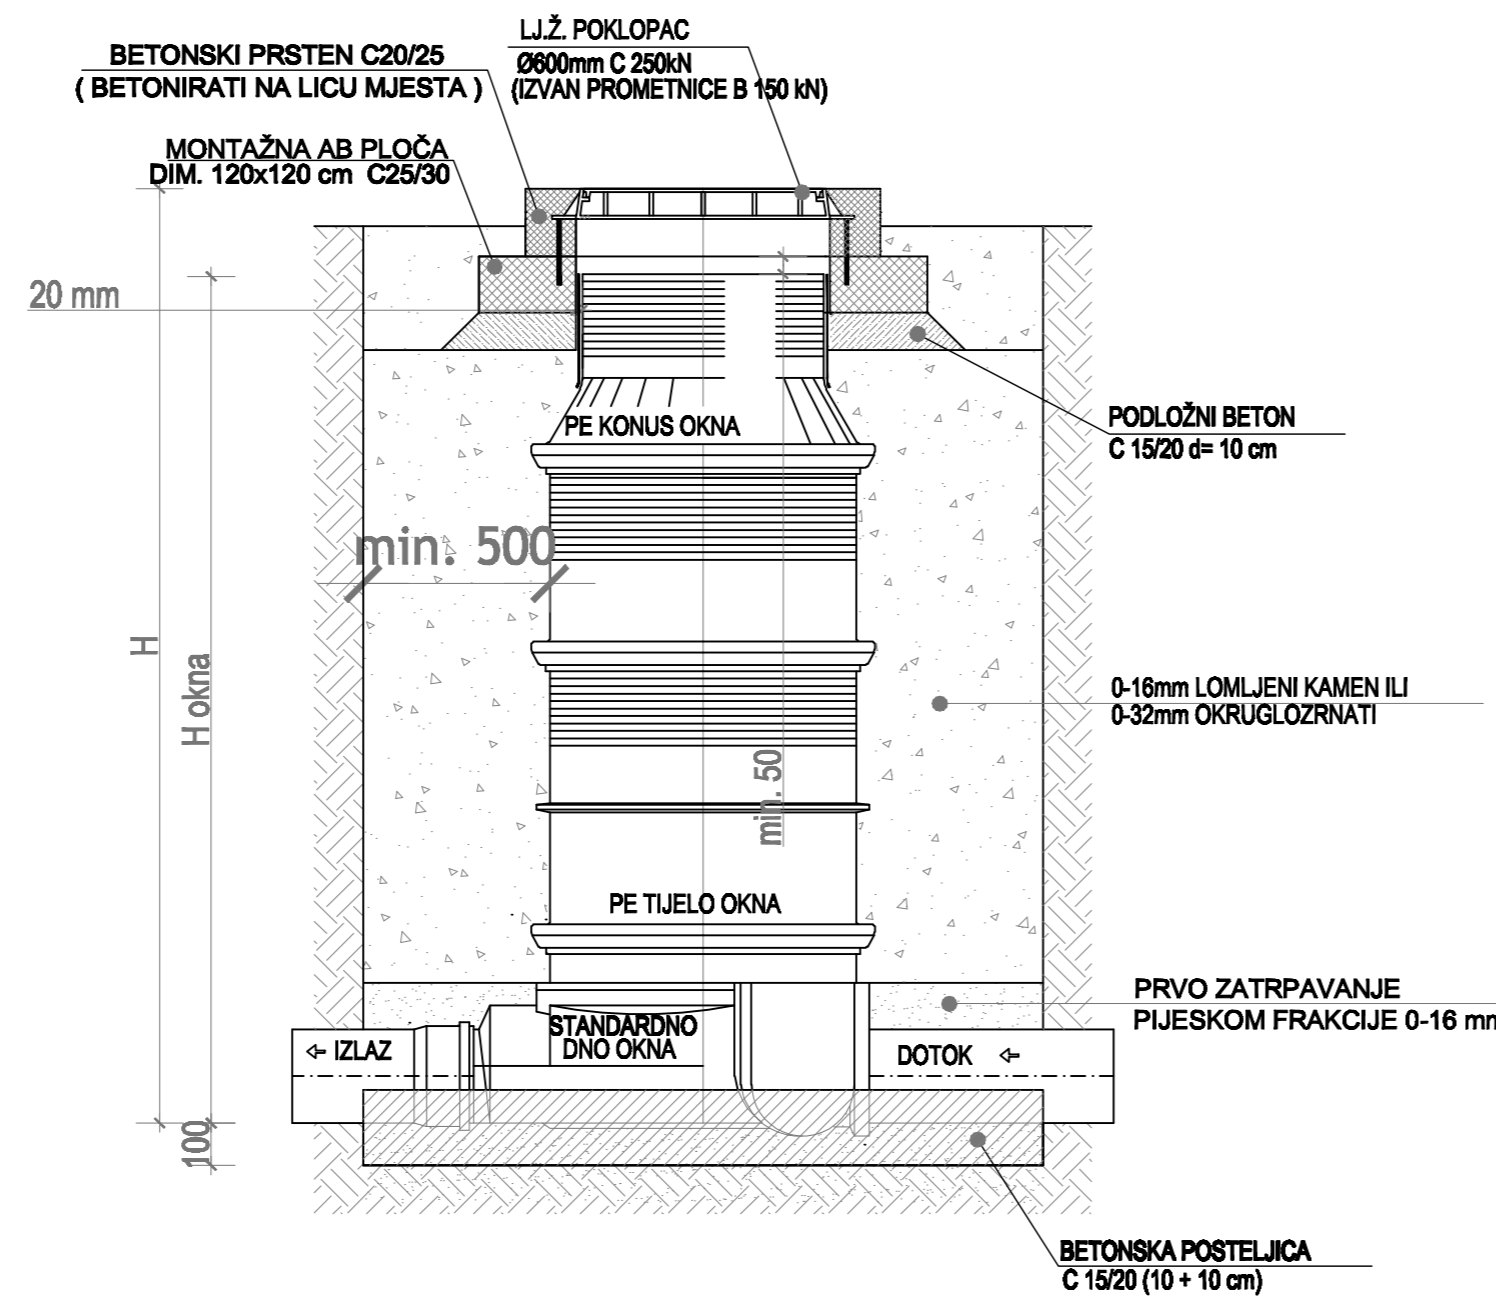 LJ.Ž. POKLOPAC
Ø600mm C 250kN
(IZVAN PROMETNICE B 150 kN)
BETONSKI PRSTEN C20/25
( BETONIRATI NA LICU MJESTA )
MONTAŽNA AB PLOČA
DIM. 120x120 cm C25/30
20 mm
PE KONUS OKNA
PODLOŽNI BETON
C 15/20 d= 10 cm
min. 500
H
H okna
0-16mm LOMLJENI KAMEN ILI
0-32mm OKRUGLOZRNATI
min. 50
PE TIJELO OKNA
PRVO ZATRPAVANJE
PIJESKOM FRAKCIJE 0-16 mm
STANDARDNO
DNO OKNA
IZLAZ
DOTOK
100
BETONSKA POSTELJICA
C 15/20 (10 + 10 cm)